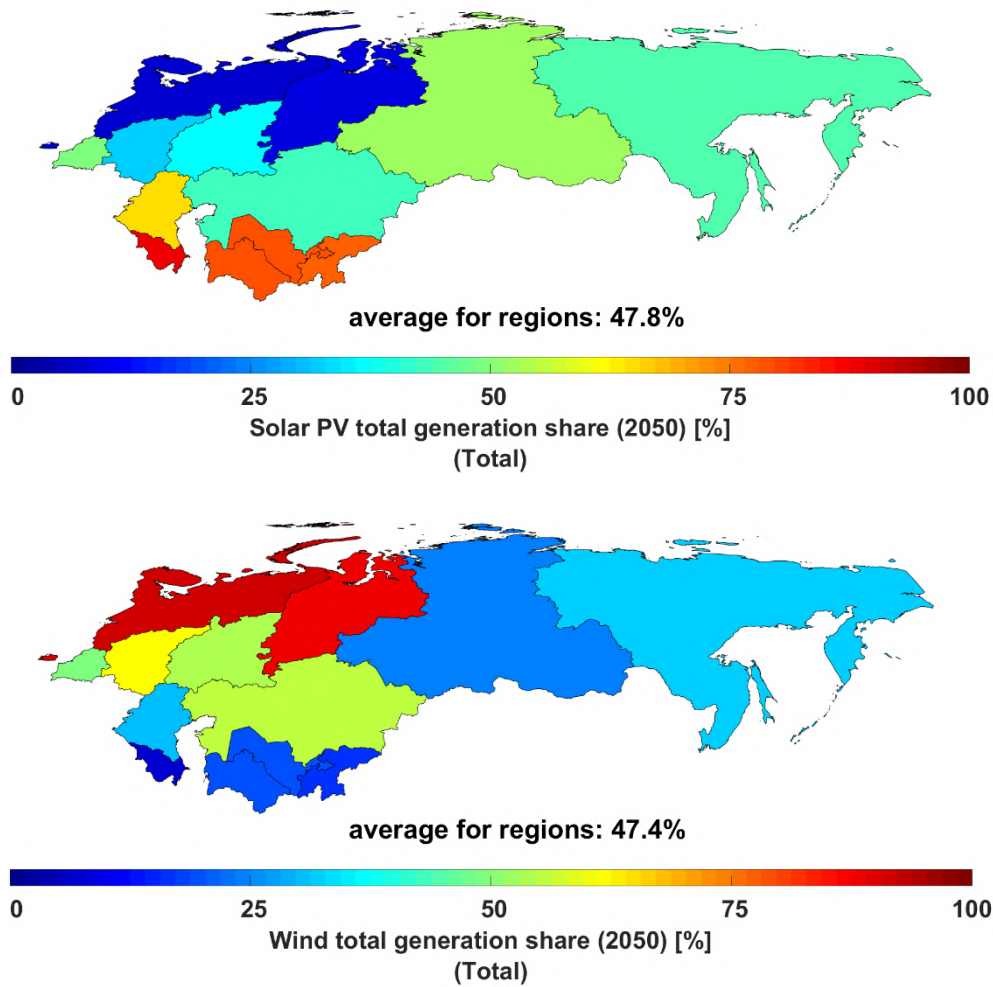 average for regions: 47.8%
0 25 50 75 100
Solar PV total generation share (2050) [%]
(Total)
average for regions: 47.4%
0 25 50 75 100
Wind total generation share (2050) [%]
(Total)